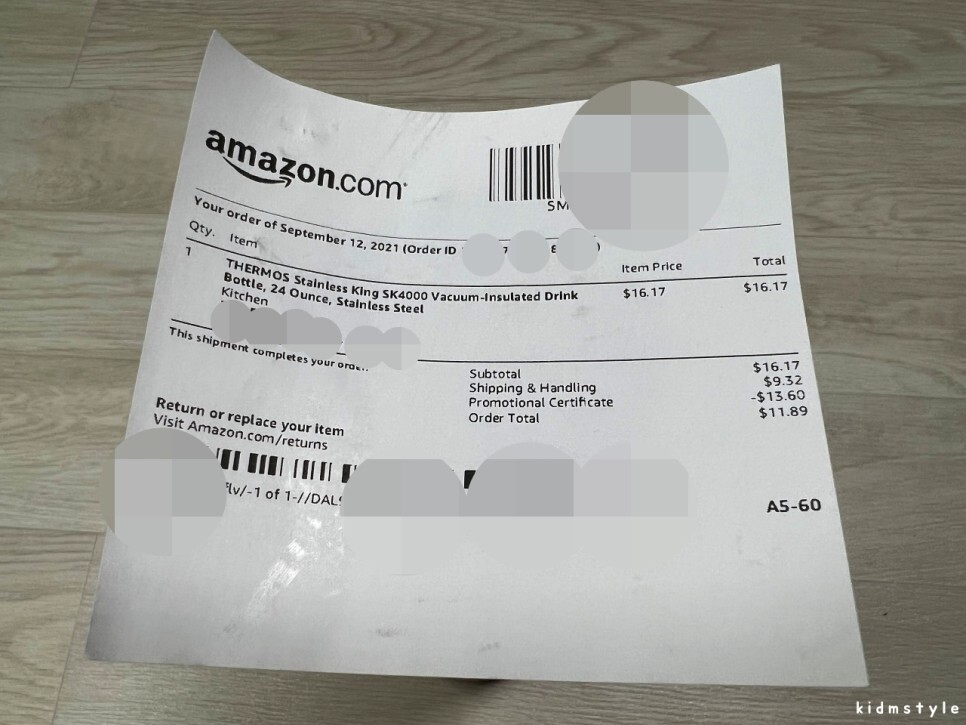 amazon.com
SM
Your order of September 12, 2021 (Order ID
Qty. Item Item Price Total
1 THERMOS Stainless King SK4000 Vacuum-Insulated Drink $16.17 $16.17
Bottle, 24 Ounce, Stainless Steel
Kitchen
This shipment completes your order.
Subtotal $16.17
Shipping & Handling $9.32
Promotional Certificate -$13.60
Order Total $11.89
Return or replace your item
Visit Amazon.com/returns
/-1 of 1-//DAL
A5-60
kidmstyle